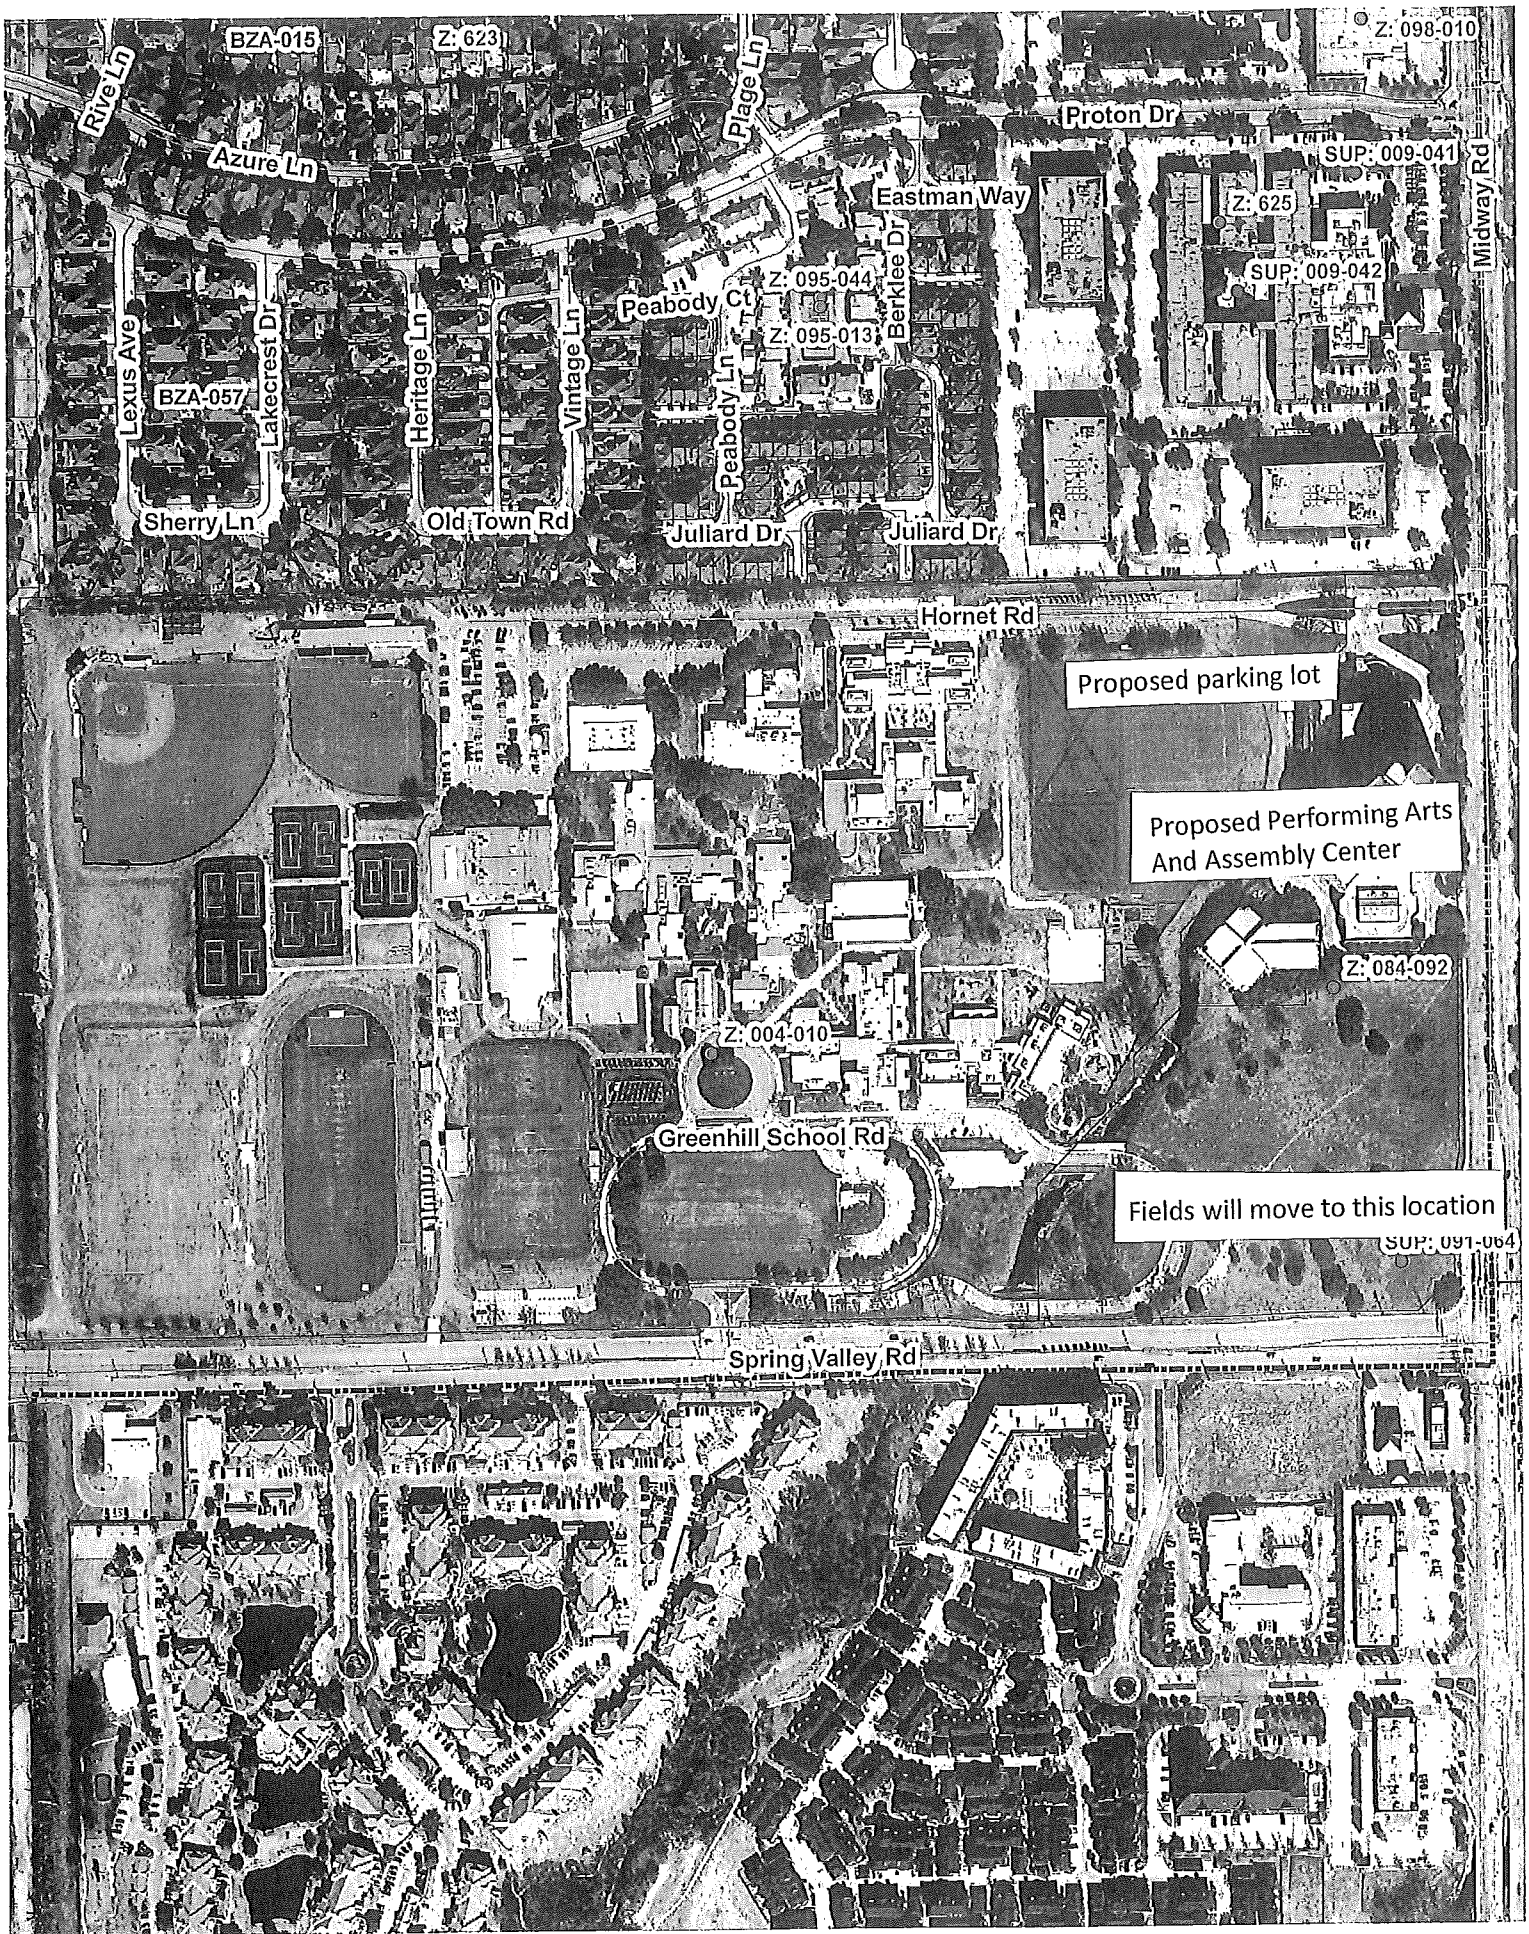 BZA-015
Z: 623
Z: 098-010
Rive Ln
Plage Ln
Proton Dr
Azure Ln
SUP: 009-041
Midway Rd
Eastman Way
Z: 625
Berklee Dr
SUP: 009-042
Z: 095-044
Peabody Ct
Z: 095-013
Lexus Ave
Lakecrest Dr
Heritage Ln
Vintage Ln
Peabody Ln
BZA-057
Sherry Ln
Old Town Rd
Juliard Dr
Juliard Dr
Hornet Rd
Proposed parking lot
Proposed Performing Arts
And Assembly Center
Z: 084-092
Z: 004-010
Greenhill School Rd
Fields will move to this location
SUP: 091-064
Spring Valley Rd